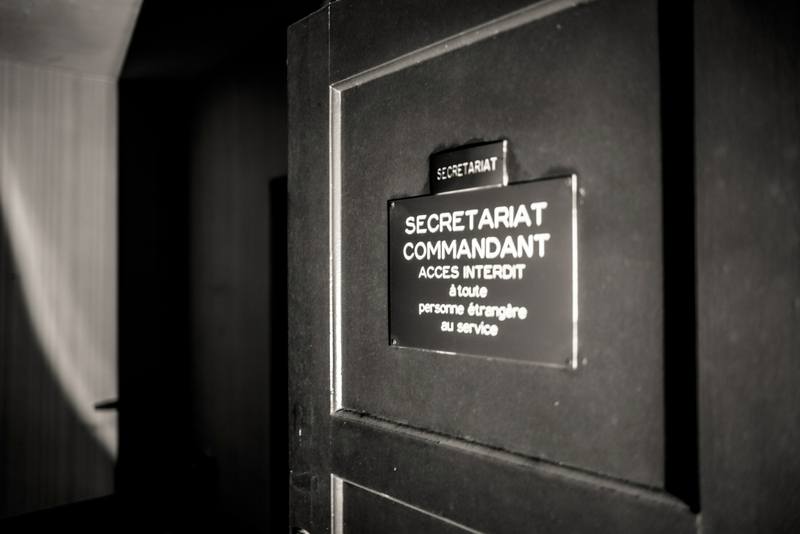 SECRETARIAT
SECRETARIAT
COMMANDANT
ACCES INTERDIT
à toute
personne étrangère
au service